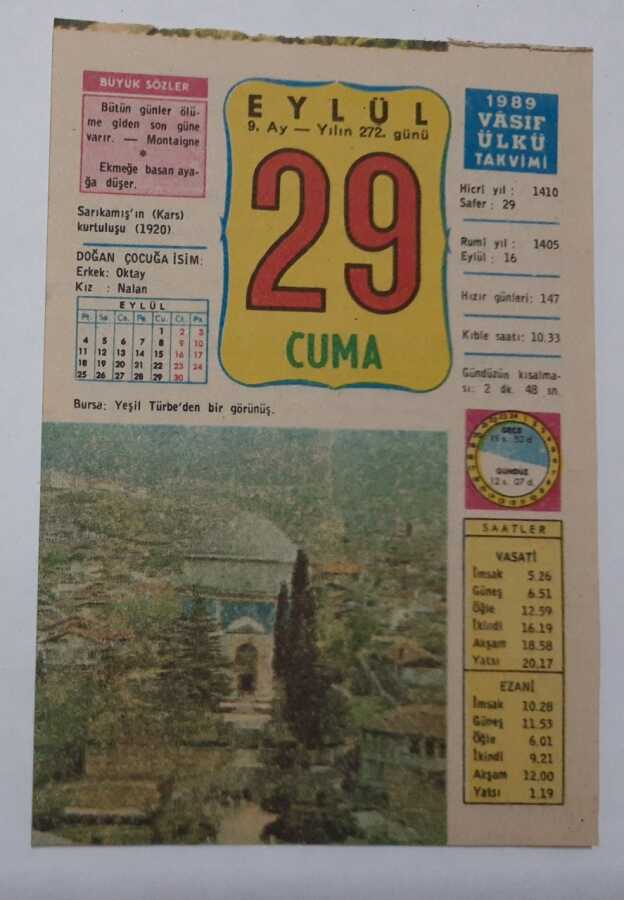 BÜYÜK SÖZLER
Bütün günler ölü-
me giden son güne
varır. — Montaigne
*
Ekmeğe basan aya-
ğa düşer.
Sarıkamış'ın (Kars)
kurtuluşu (1920)
DOĞAN ÇOCUĞA İSİM:
Erkek: Oktay
Kız : Nalan
EYLÜL
Pt. Sa. Ça. Pe. Cu. Ct. Pz.
1 2 3
4 5 6 7 8 9 10
11 12 13 14 15 16 17
18 19 20 21 22 23 24
25 26 27 28 29 30
EYLÜL
9. Ay — Yılın 272. günü
29
CUMA
1989
VÂSIF
ÜLKÜ
TAKVİMİ
Hicrî yıl : 1410
Safer : 29
Rumî yıl : 1405
Eylül : 16
Hızır günleri: 147
Kıble saati: 10.33
Gündüzün kısalma-
sı: 2 dk. 48 sn.
GECE
11 s. 53 d.
GÜNDÜZ
12 s. 07 d.
SAATLER
VASATİ
İmsak 5.26
Güneş 6.51
Öğle 12.59
İkindi 16.19
Akşam 18.58
Yatsı 20.17
EZANİ
İmsak 10.28
Güneş 11.53
Öğle 6.01
İkindi 9.21
Akşam 12.00
Yatsı 1.19
Bursa: Yeşil Türbe'den bir görünüş.